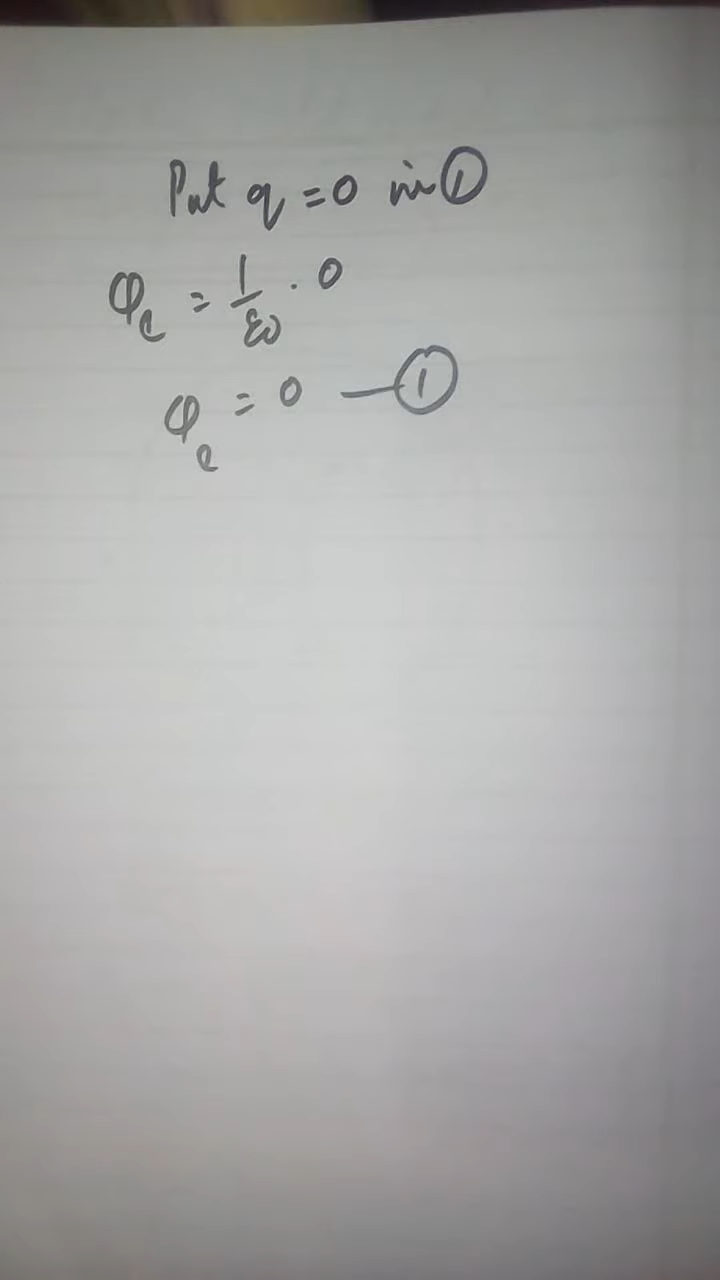 Put q = 0 in ①
φe = 1/ε0 . 0
φe = 0 — ①